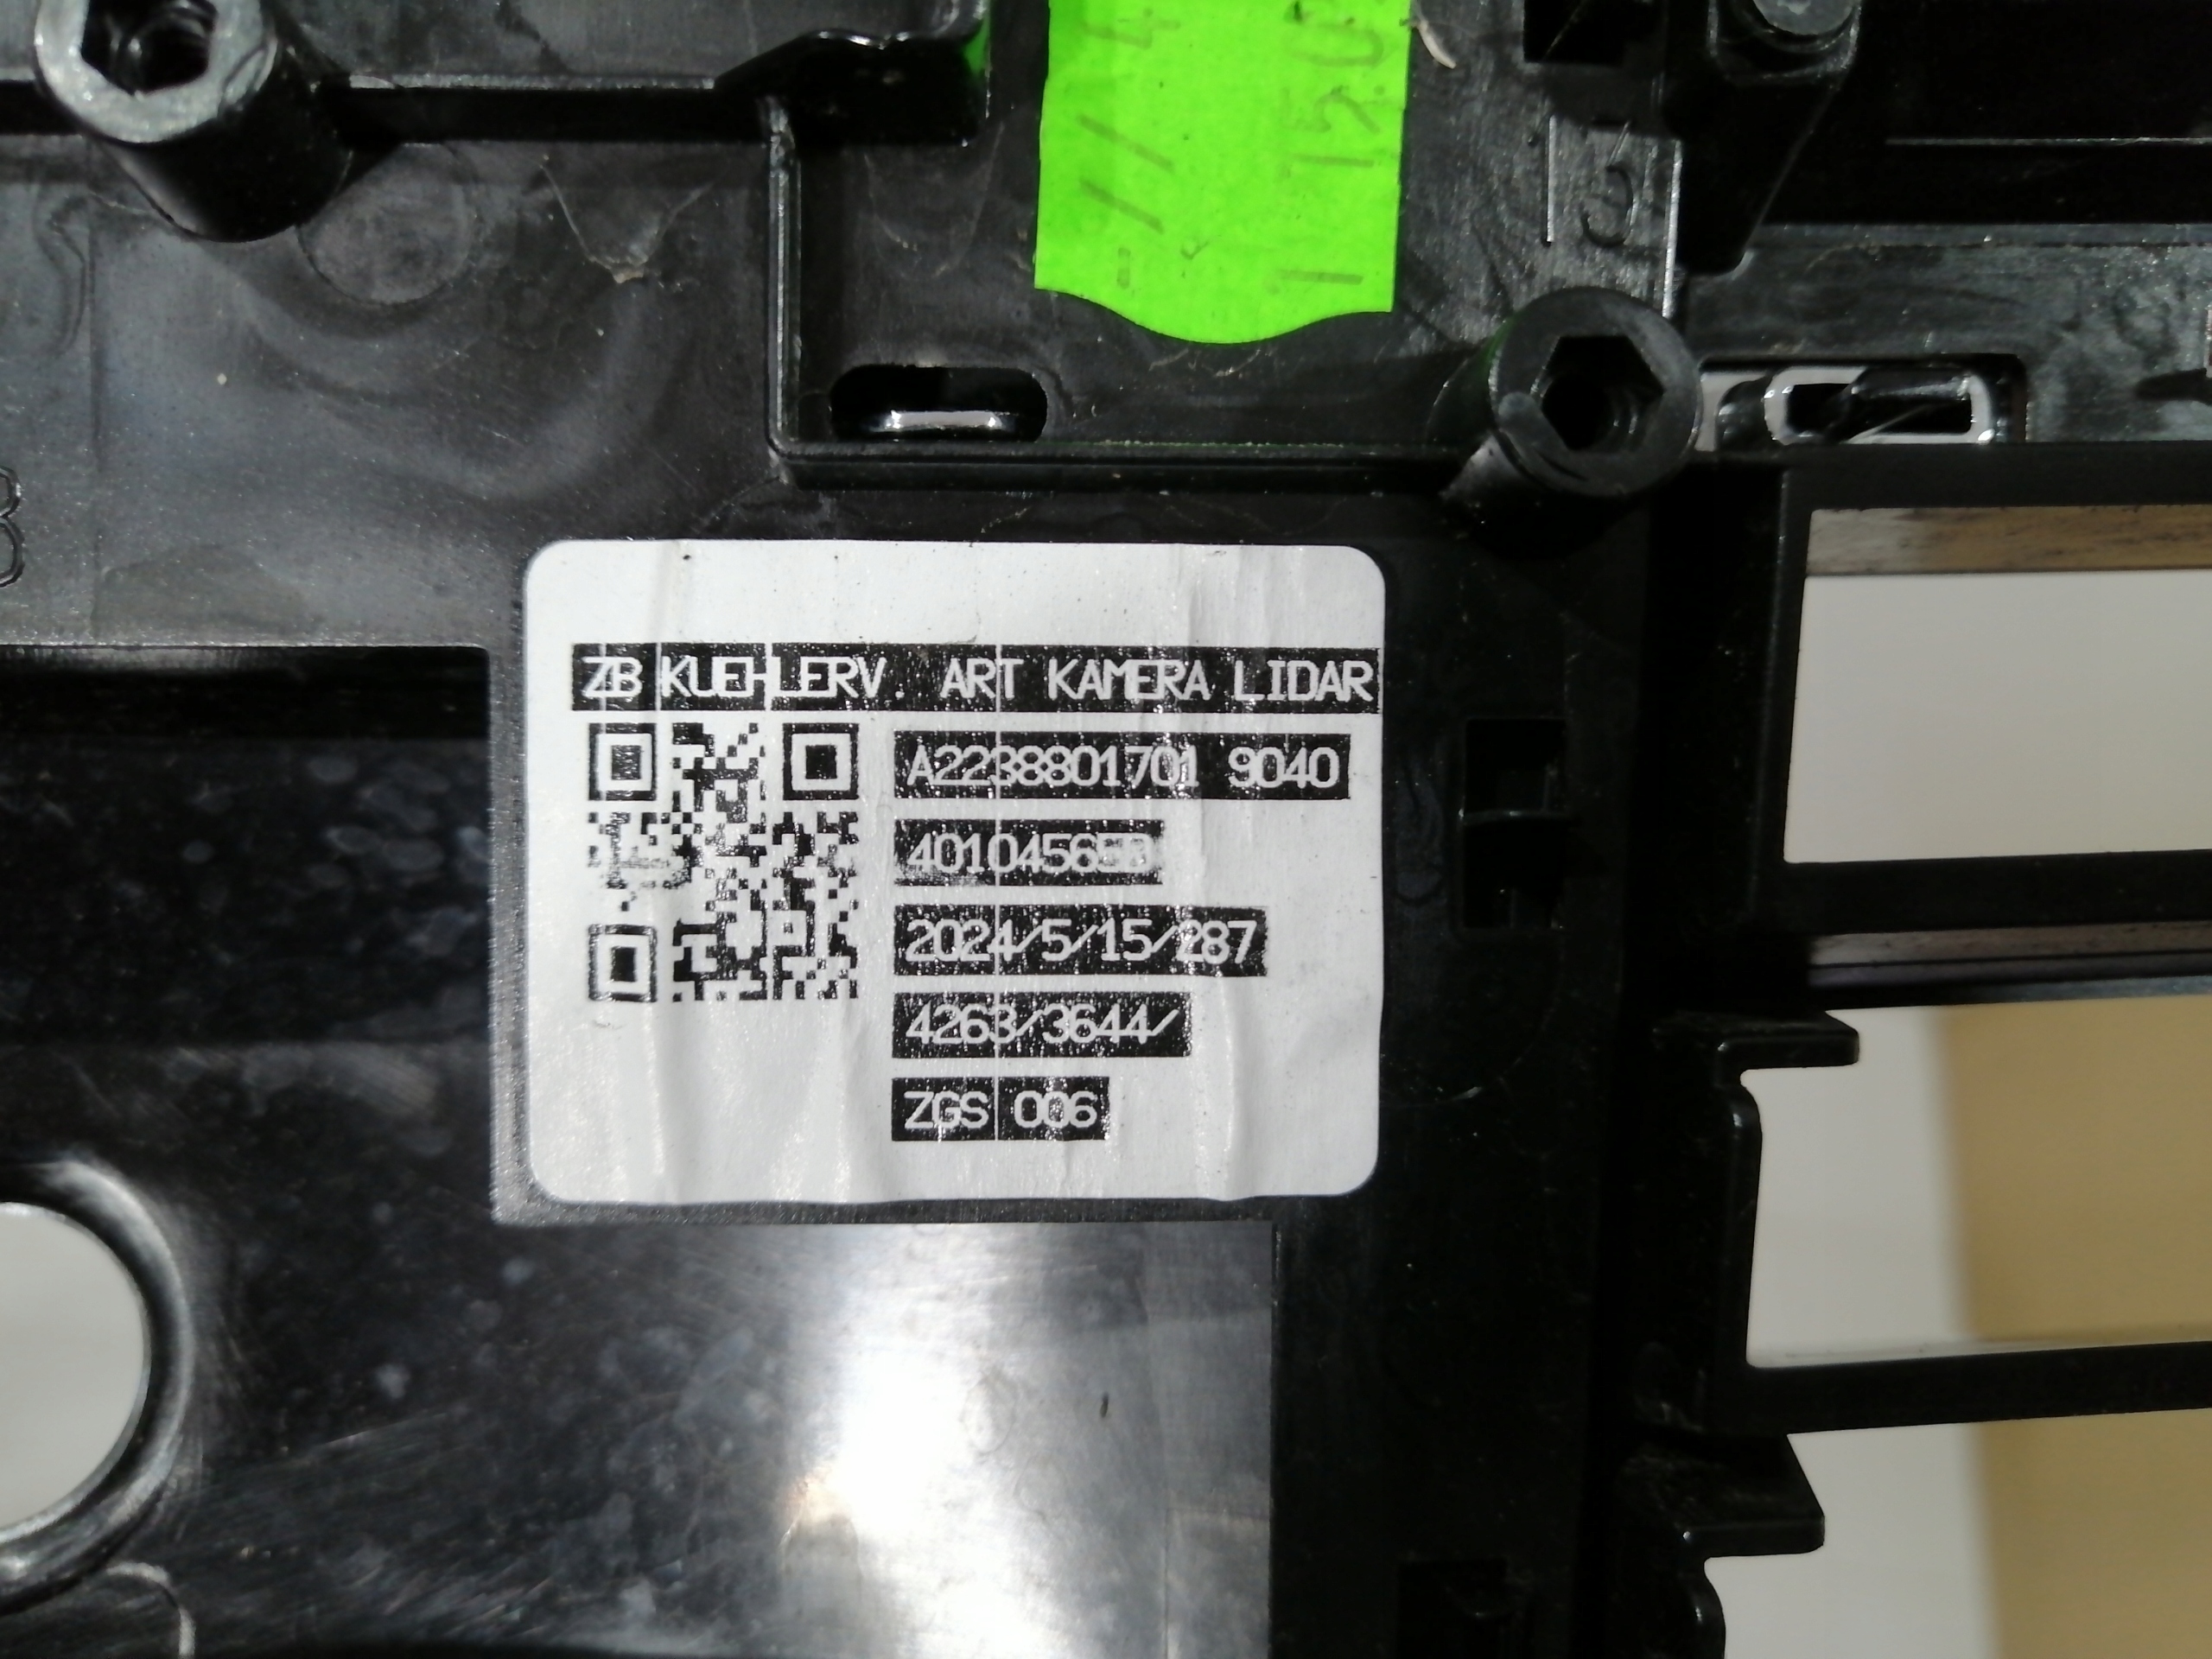 ZB KUEHLERV. ART KAMERA LIDAR
A2238801701 9040
2024/5/15/287
4263/3644/
ZGS 006